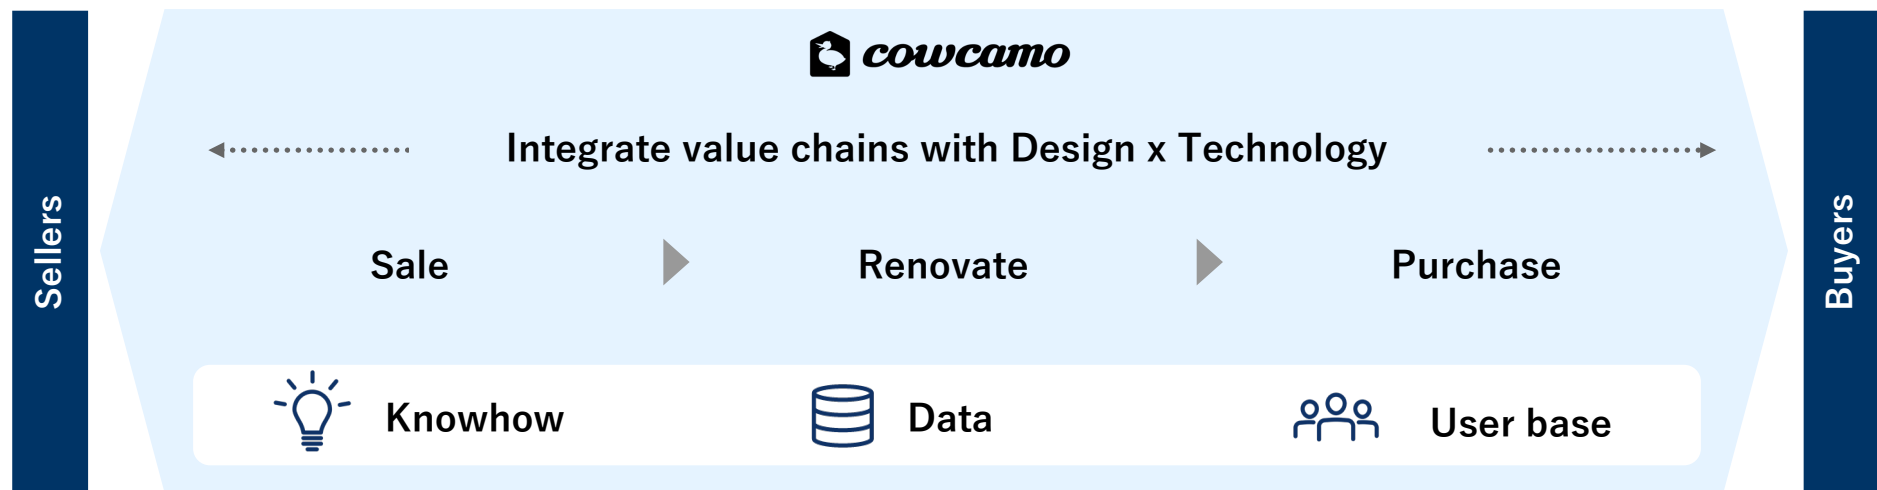 cowcamo
Integrate value chains with Design x Technology
Sellers
Sale
Renovate
Purchase
Buyers
Knowhow
Data
User base